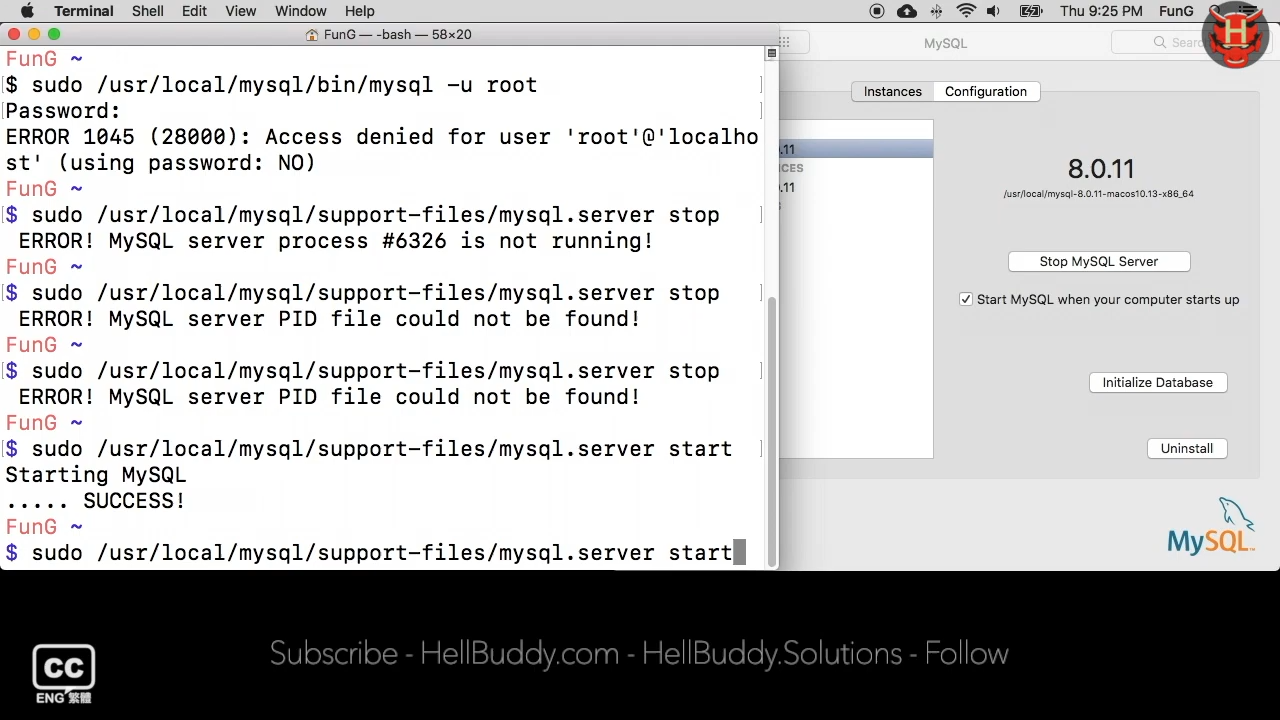 Terminal Shell Edit View Window Help Thu 9:25 PM FunG
FunG — -bash — 58×20
FunG ~
$ sudo /usr/local/mysql/bin/mysql -u root
Password:
ERROR 1045 (28000): Access denied for user 'root'@'localho
st' (using password: NO)
FunG ~
$ sudo /usr/local/mysql/support-files/mysql.server stop
ERROR! MySQL server process #6326 is not running!
FunG ~
$ sudo /usr/local/mysql/support-files/mysql.server stop
ERROR! MySQL server PID file could not be found!
FunG ~
$ sudo /usr/local/mysql/support-files/mysql.server stop
ERROR! MySQL server PID file could not be found!
FunG ~
$ sudo /usr/local/mysql/support-files/mysql.server start
Starting MySQL
..... SUCCESS!
FunG ~
$ sudo /usr/local/mysql/support-files/mysql.server start
MySQL
H
Instances Configuration
.11
.11
8.0.11
/usr/local/mysql-8.0.11-macos10.13-x86_64
Stop MySQL Server
Start MySQL when your computer starts up
Initialize Database
Uninstall
MySQL™
Subscribe - HellBuddy.com - HellBuddy.Solutions - Follow
CC
ENG 繁體